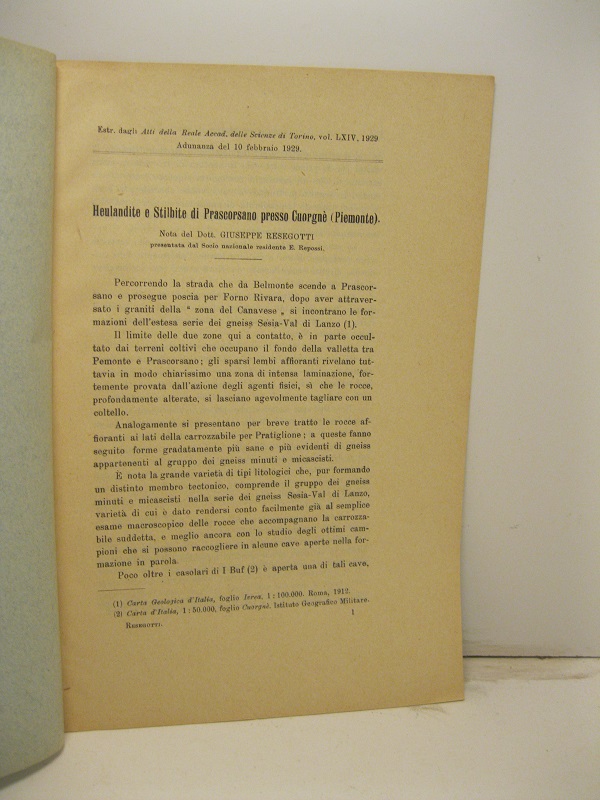 Estr. dagli Atti della Reale Accad. delle Scienze di Torino, vol. LXIV, 1929
Adunanza del 10 febbraio 1929.
Heulandite e Stilbite di Prascorsano presso Cuorgnè (Piemonte).
Nota del Dott. GIUSEPPE RESEGOTTI
presentata dal Socio nazionale residente E. Repossi.
Percorrendo la strada che da Belmonte scende a Prascor-
sano e prosegue poscia per Forno Rivara, dopo aver attraver-
sato i graniti della “ zona del Canavese „ si incontrano le for-
mazioni dell'estesa serie dei gneiss Sesia-Val di Lanzo (1).
Il limite delle due zone qui a contatto, è in parte occul-
tato dai terreni coltivi che occupano il fondo della valletta tra
Pemonte e Prascorsano; gli sparsi lembi affioranti rivelano tut-
tavia in modo chiarissimo una zona di intensa laminazione, for-
temente provata dall'azione degli agenti fisici, sì che le rocce,
profondamente alterate, si lasciano agevolmente tagliare con un
coltello.
Analogamente si presentano per breve tratto le rocce af-
fioranti ai lati della carrozzabile per Pratiglione; a queste fanno
seguito forme gradatamente più sane e più evidenti di gneiss
appartenenti al gruppo dei gneiss minuti e micascisti.
È nota la grande varietà di tipi litologici che, pur formando
un distinto membro tectonico, comprende il gruppo dei gneiss
minuti e micascisti nella serie dei gneiss Sesia-Val di Lanzo,
varietà di cui è dato rendersi conto facilmente già al semplice
esame macroscopico delle rocce che accompagnano la carrozza-
bile suddetta, e meglio ancora con lo studio degli ottimi cam-
pioni che si possono raccogliere in alcune cave aperte nella for-
mazione in parola.
Poco oltre i casolari di I Buf (2) è aperta una di tali cave,
(1) Carta Geologica d'Italia, foglio Ivrea, 1 : 100.000. Roma, 1912.
(2) Carta d'Italia, 1 : 50.000, foglio Cuorgnè. Istituto Geografico Militare.
RESEGOTTI. 1